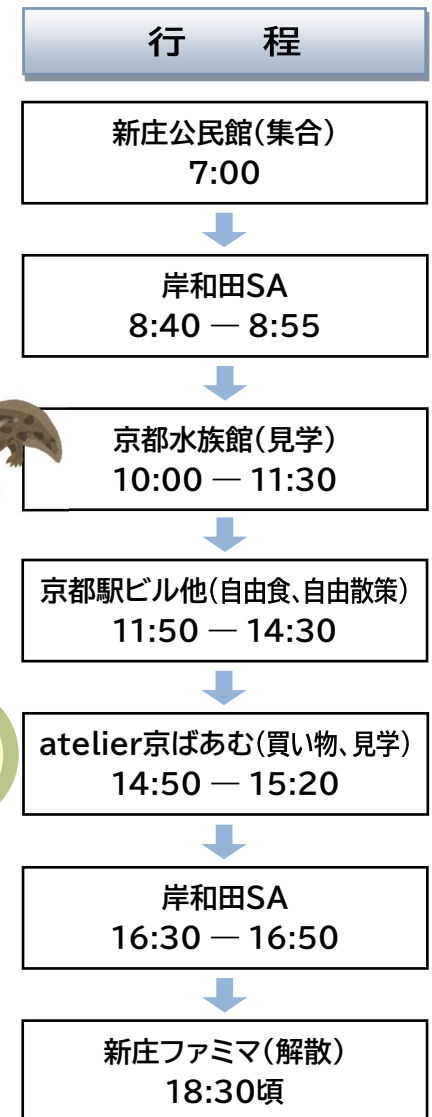 行　程
新庄公民館(集合)
7:00
岸和田SA
8:40 ― 8:55
京都水族館(見学)
10:00 ― 11:30
京都駅ビル他(自由食、自由散策)
11:50 ― 14:30
atelier京ばあむ(買い物、見学)
14:50 ― 15:20
岸和田SA
16:30 ― 16:50
新庄ファミマ(解散)
18:30頃